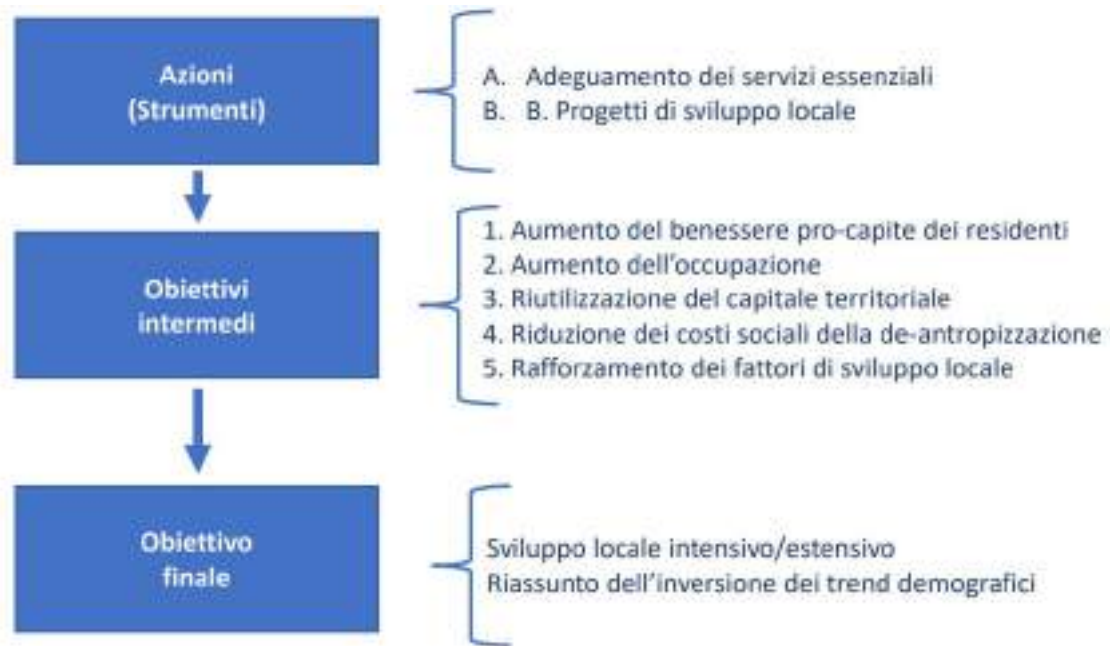 Azioni
(Strumenti)
A. Adeguamento dei servizi essenziali
B. B. Progetti di sviluppo locale
Obiettivi
intermedi
1. Aumento del benessere pro-capite dei residenti
2. Aumento dell'occupazione
3. Riutilizzazione del capitale territoriale
4. Riduzione dei costi sociali della de-antropizzazione
5. Rafforzamento dei fattori di sviluppo locale
Obiettivo
finale
Sviluppo locale intensivo/estensivo
Riassunto dell'inversione dei trend demografici